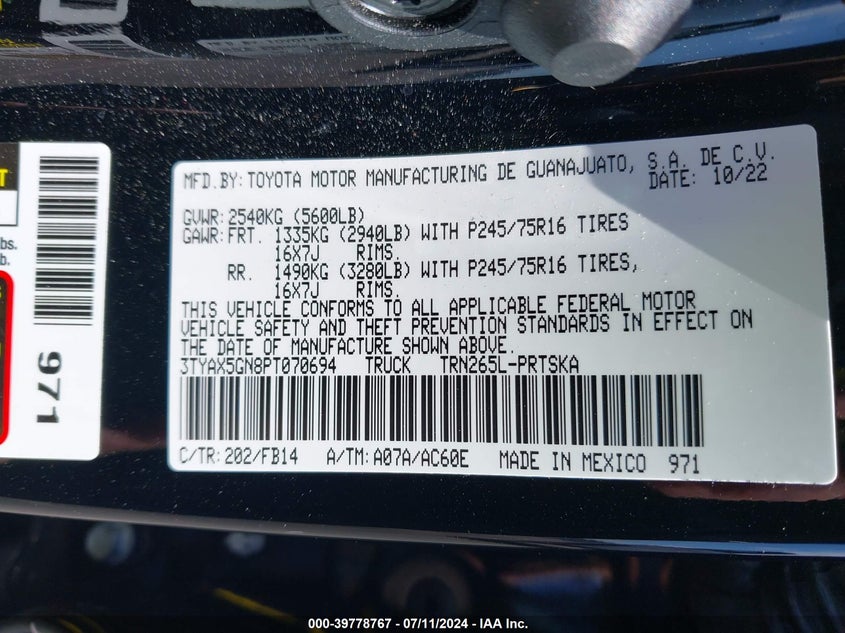 MFD.BY: TOYOTA MOTOR MANUFACTURING DE GUANAJUATO, S.A. DE C.V.
DATE: 10/22
GVWR: 2540KG (5600LB)
GAWR: FRT. 1335KG (2940LB) WITH P245/75R16 TIRES
16X7J RIMS.
RR. 1490KG (3280LB) WITH P245/75R16 TIRES,
16X7J RIMS.
THIS VEHICLE CONFORMS TO ALL APPLICABLE FEDERAL MOTOR
VEHICLE SAFETY AND THEFT PREVENTION STANDARDS IN EFFECT ON
THE DATE OF MANUFACTURE SHOWN ABOVE.
3TYAX5GN8PT070694 TRUCK TRN265L-PRTSKA
C/TR: 202/FB14 A/TM: A07A/AC60E MADE IN MEXICO 971
lbs.
b.
971
000-39778767 - 07/11/2024 - IAA Inc.